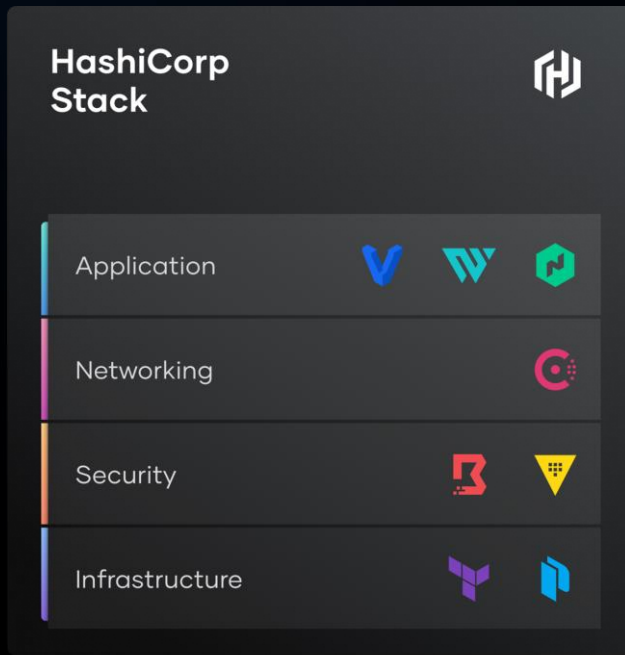 HashiCorp
Stack
Application
Networking
Security
Infrastructure